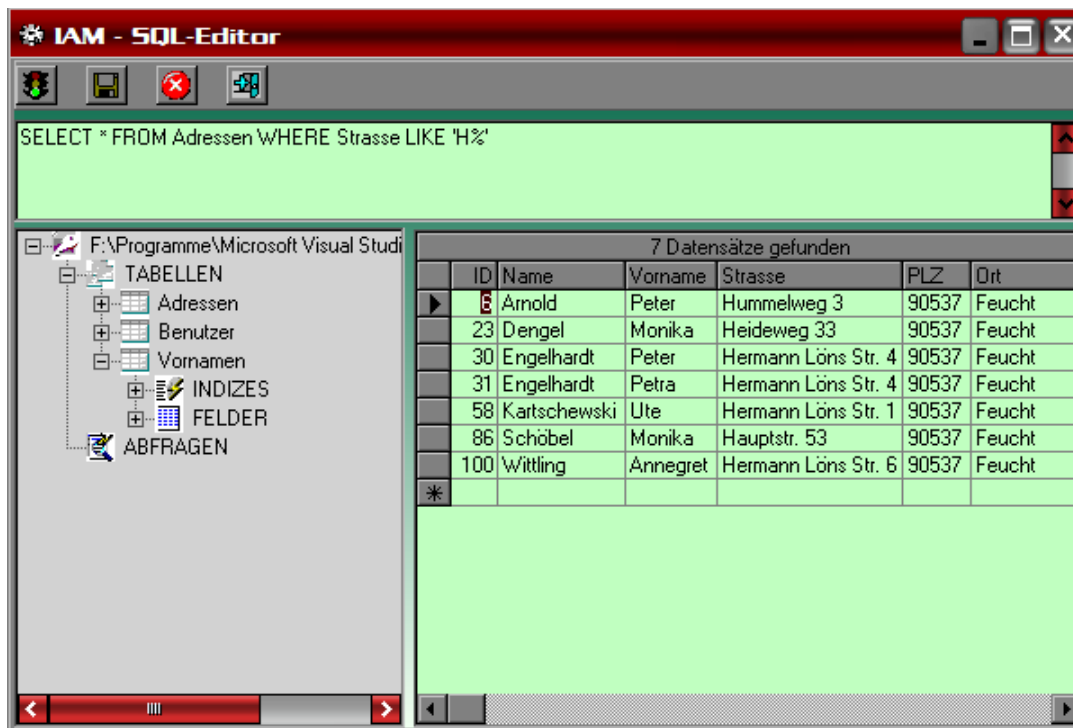 IAM - SQL-Editor
SELECT * FROM Adressen WHERE Strasse LIKE 'H%'
F:\Programme\Microsoft Visual Studi
TABELLEN
Adressen
Benutzer
Vornamen
INDIZES
FELDER
ABFRAGEN
7 Datensätze gefunden
ID Name Vorname Strasse PLZ Ort
6 Arnold Peter Hummelweg 3 90537 Feucht
23 Dengel Monika Heideweg 33 90537 Feucht
30 Engelhardt Peter Hermann Löns Str. 4 90537 Feucht
31 Engelhardt Petra Hermann Löns Str. 4 90537 Feucht
58 Kartschewski Ute Hermann Löns Str. 1 90537 Feucht
86 Schöbel Monika Hauptstr. 53 90537 Feucht
100 Wittling Annegret Hermann Löns Str. 6 90537 Feucht